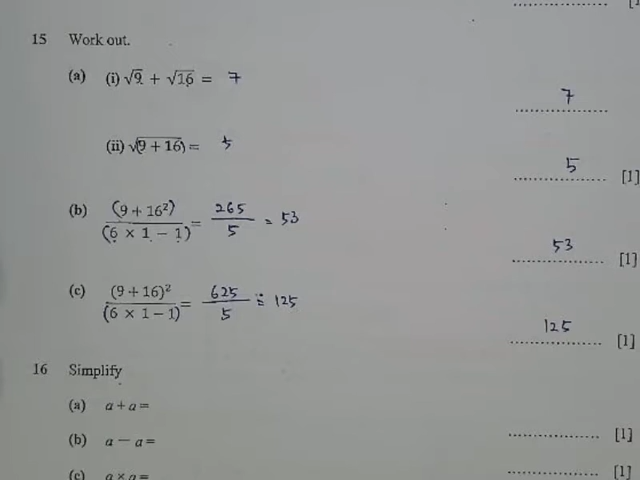 15 Work out.
(a) (i) √9 + √16 = 7
7
(ii) √(9 + 16) = 5
5 [1]
(b) (9 + 16²) / (6 × 1 − 1) = 265 / 5 = 53
53 [1]
(c) (9 + 16)² / (6 × 1 − 1) = 625 / 5 = 125
125 [1]
16 Simplify
(a) a + a =
[1]
(b) a − a =
[1]
(c) a × a =